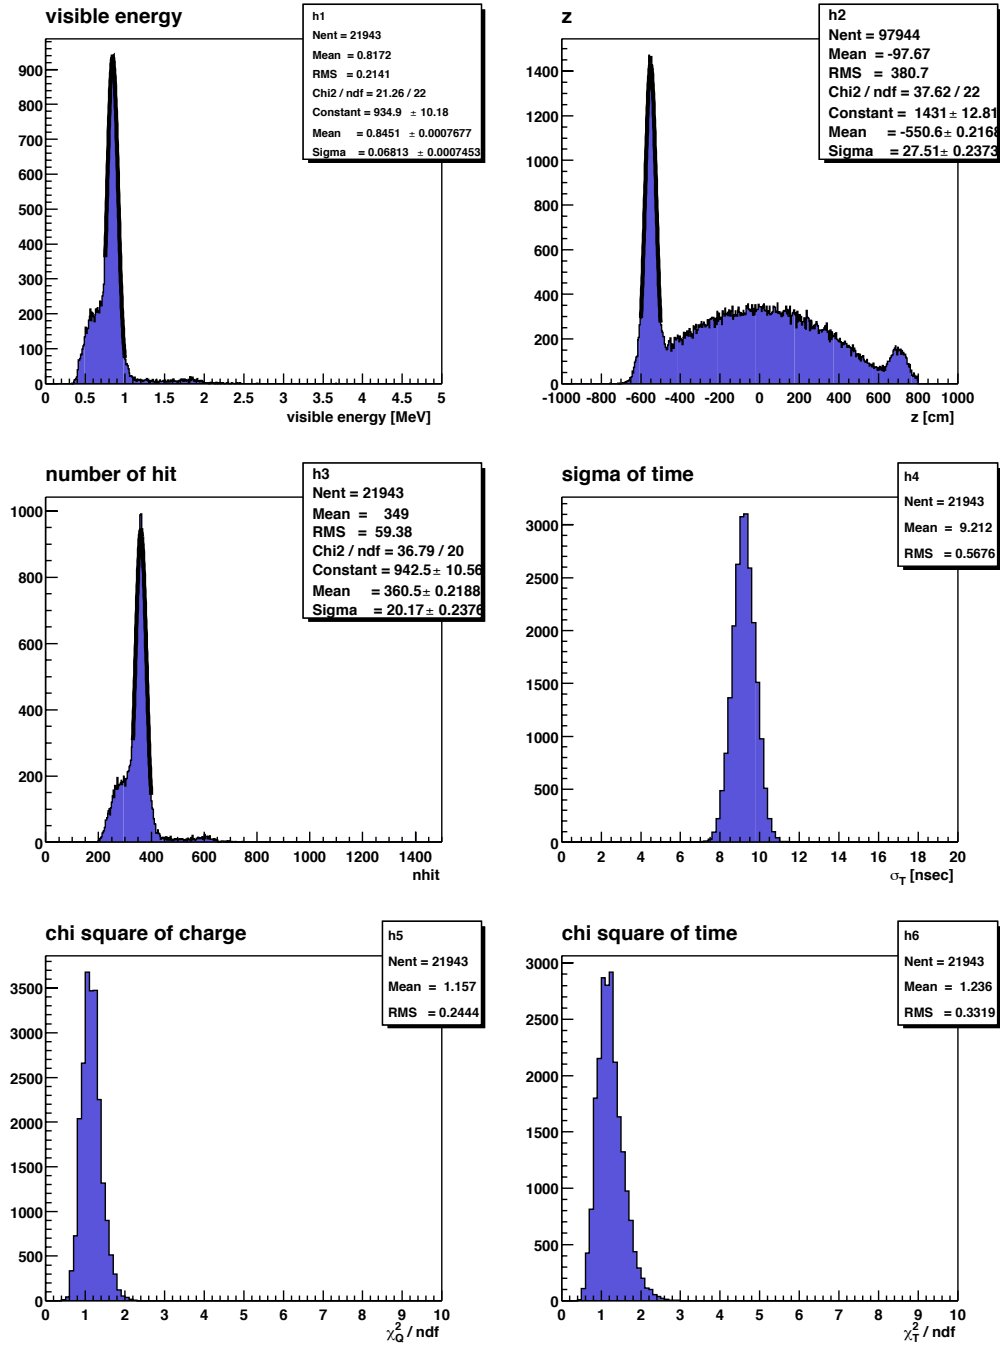 visible energy
h1
Nent = 21943
Mean = 0.8172
RMS = 0.2141
Chi2 / ndf = 21.26 / 22
Constant = 934.9 ± 10.18
Mean = 0.8451 ± 0.0007677
Sigma = 0.06813 ± 0.0007453
900
800
700
600
500
400
300
200
100
0
0 0.5 1 1.5 2 2.5 3 3.5 4 4.5 5
visible energy [MeV]
z
h2
Nent = 97944
Mean = -97.67
RMS = 380.7
Chi2 / ndf = 37.62 / 22
Constant = 1431 ± 12.81
Mean = -550.6 ± 0.2168
Sigma = 27.51 ± 0.2373
1400
1200
1000
800
600
400
200
0
-1000 -800 -600 -400 -200 0 200 400 600 800 1000
z [cm]
number of hit
h3
Nent = 21943
Mean = 349
RMS = 59.38
Chi2 / ndf = 36.79 / 20
Constant = 942.5 ± 10.56
Mean = 360.5 ± 0.2188
Sigma = 20.17 ± 0.2376
1000
800
600
400
200
0
0 200 400 600 800 1000 1200 1400
nhit
sigma of time
h4
Nent = 21943
Mean = 9.212
RMS = 0.5676
3000
2500
2000
1500
1000
500
0
0 2 4 6 8 10 12 14 16 18 20
σT [nsec]
chi square of charge
h5
Nent = 21943
Mean = 1.157
RMS = 0.2444
3500
3000
2500
2000
1500
1000
500
0
0 1 2 3 4 5 6 7 8 9 10
χ²Q / ndf
chi square of time
h6
Nent = 21943
Mean = 1.236
RMS = 0.3319
3000
2500
2000
1500
1000
500
0
0 1 2 3 4 5 6 7 8 9 10
χ²T / ndf